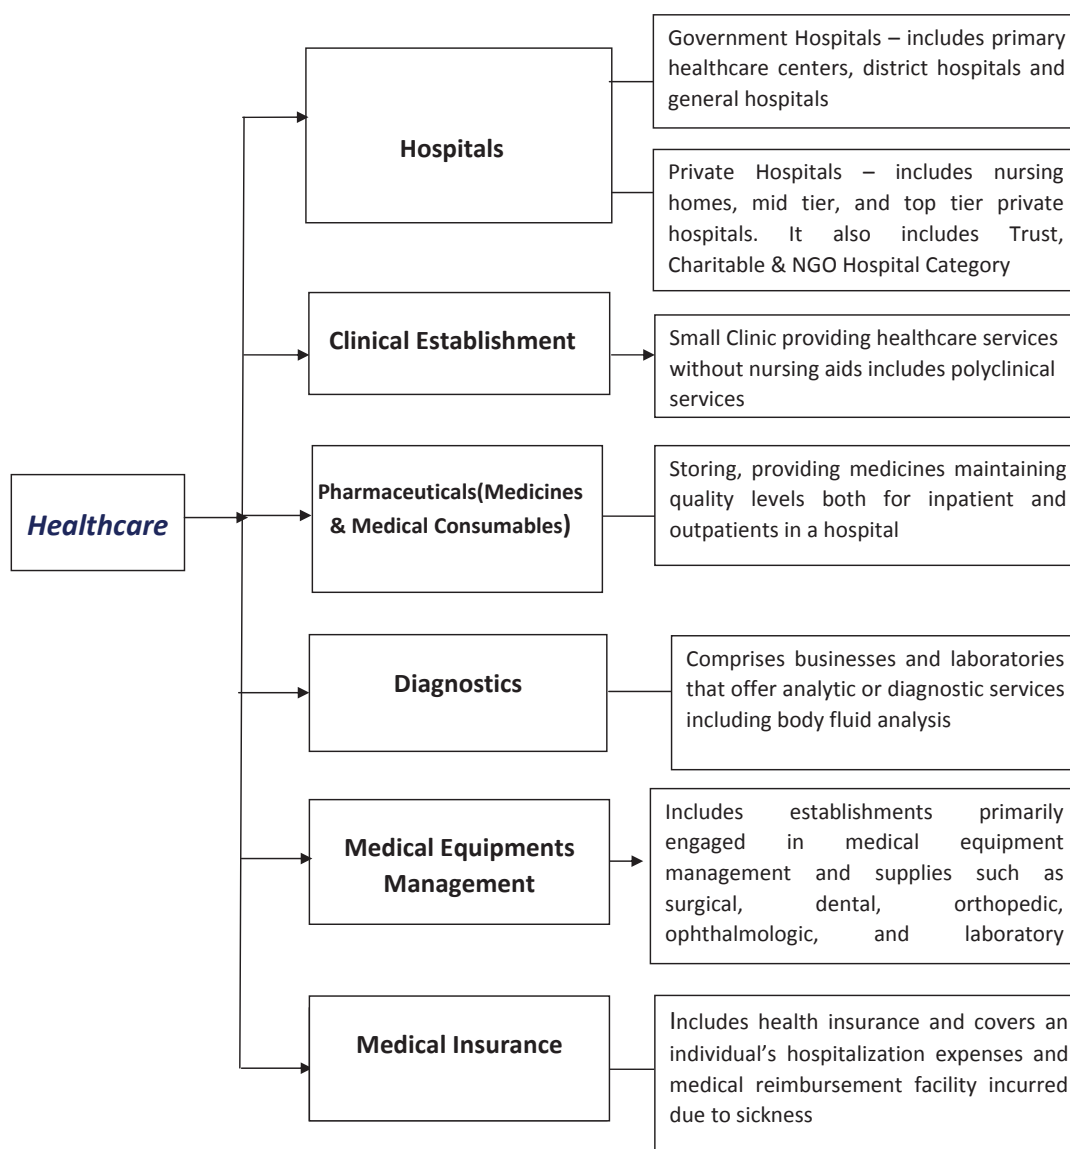 Healthcare
Hospitals
Government Hospitals – includes primary
healthcare centers, district hospitals and
general hospitals
Private Hospitals – includes nursing
homes, mid tier, and top tier private
hospitals. It also includes Trust,
Charitable & NGO Hospital Category
Clinical Establishment
Small Clinic providing healthcare services
without nursing aids includes polyclinical
services
Pharmaceuticals(Medicines
& Medical Consumables)
Storing, providing medicines maintaining
quality levels both for inpatient and
outpatients in a hospital
Diagnostics
Comprises businesses and laboratories
that offer analytic or diagnostic services
including body fluid analysis
Medical Equipments
Management
Includes establishments primarily
engaged in medical equipment
management and supplies such as
surgical, dental, orthopedic,
ophthalmologic, and laboratory
Medical Insurance
Includes health insurance and covers an
individual’s hospitalization expenses and
medical reimbursement facility incurred
due to sickness